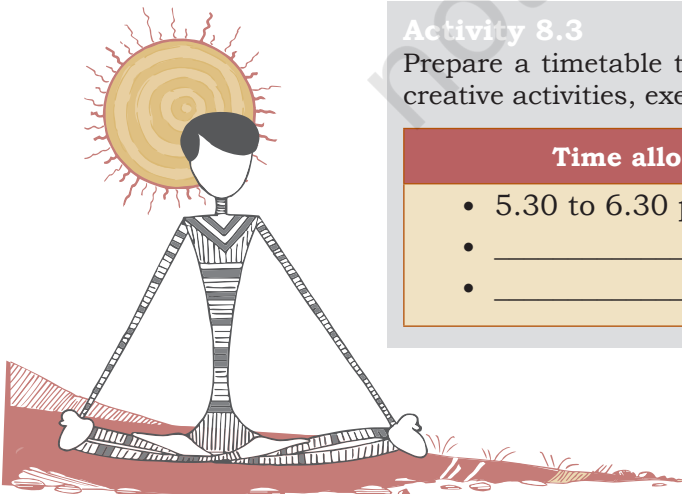 Activity 8.3
Prepare a timetable t
creative activities, exe
Time allo
• 5.30 to 6.30 p
• 
•